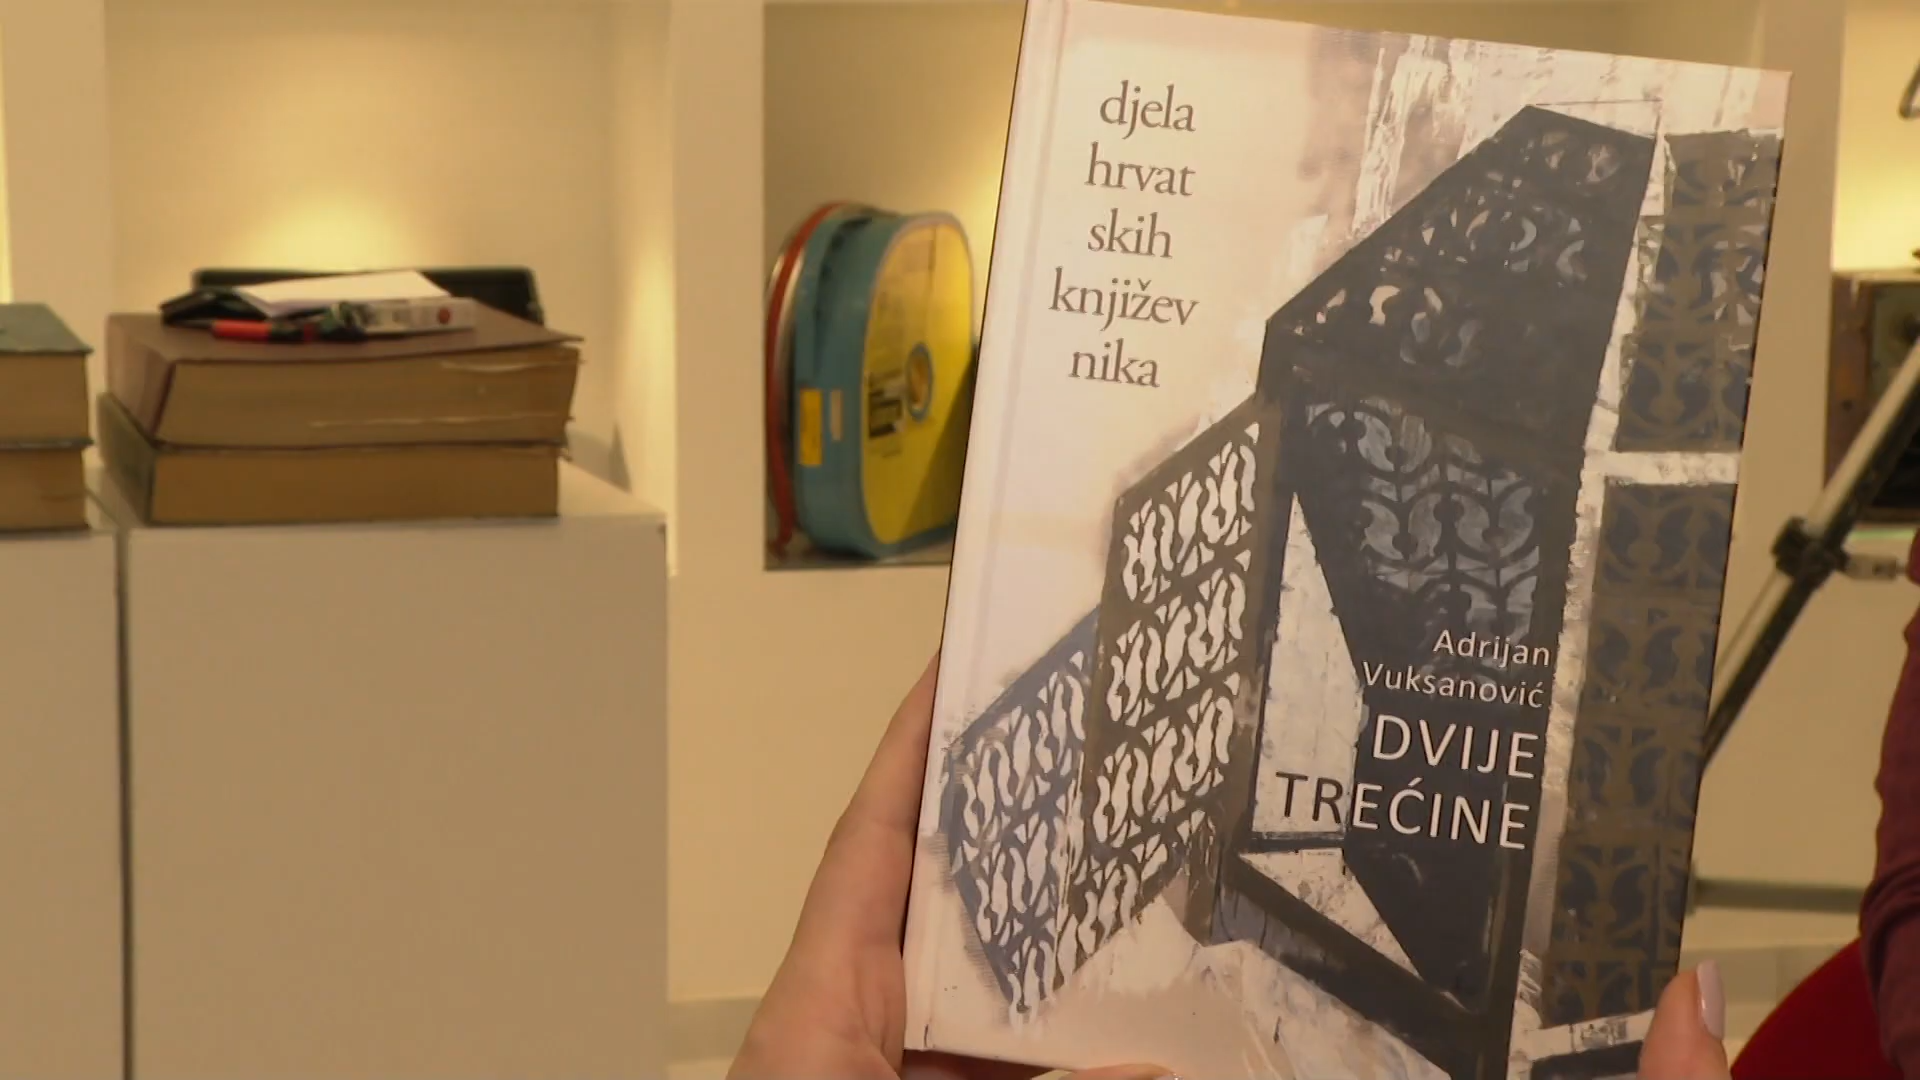 djela
hrvat
skih
književ
nika
Adrijan
Vuksanović
DVIJE
TREĆINE